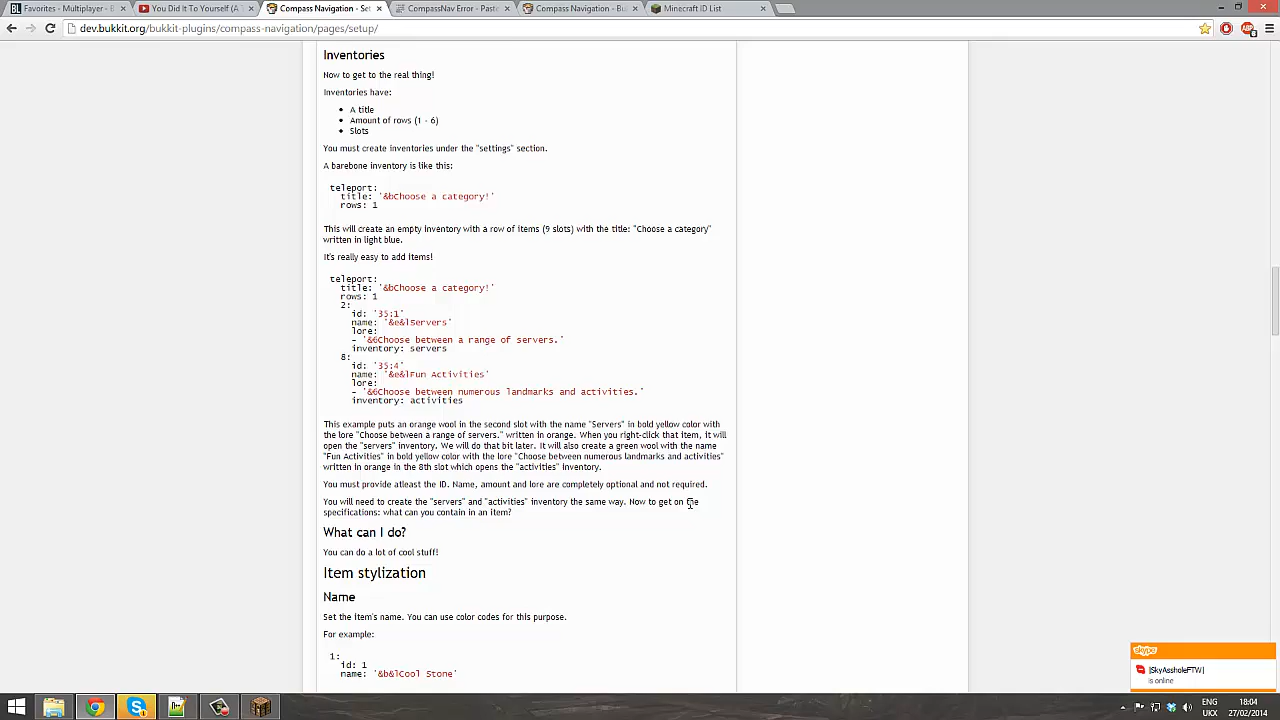 Favorites - Multiplayer - B
You Did It To Yourself (A T
Compass Navigation - Set
CompassNav Error - Paste
Compass Navigation - Buk
Minecraft ID List
dev.bukkit.org/bukkit-plugins/compass-navigation/pages/setup/
Inventories
Now to get to the real thing!
Inventories have:
• A title
• Amount of rows (1 - 6)
• Slots
You must create inventories under the "settings" section.
A barebone inventory is like this:
teleport:
title: '&bChoose a category!'
rows: 1
This will create an empty inventory with a row of items (9 slots) with the title: "Choose a category"
written in light blue.
It's really easy to add items!
teleport:
title: '&bChoose a category!'
rows: 1
2:
id: '35:1'
name: '&e&lServers'
lore:
- '&6Choose between a range of servers.'
inventory: servers
8:
id: '35:4'
name: '&e&lFun Activities'
lore:
- '&6Choose between numerous landmarks and activities.'
inventory: activities
This example puts an orange wool in the second slot with the name "Servers" in bold yellow color with
the lore "Choose between a range of servers." written in orange. When you right-click that item, it will
open the "servers" inventory. We will do that bit later. It will also create a green wool with the name
"Fun Activities" in bold yellow color with the lore "Choose between numerous landmarks and activities"
written in orange in the 8th slot which opens the "activities" inventory.
You must provide atleast the ID. Name, amount and lore are completely optional and not required.
You will need to create the "servers" and "activities" inventory the same way. Now to get on the
specifications: what can you contain in an item?
What can I do?
You can do a lot of cool stuff!
Item stylization
Name
Set the item's name. You can use color codes for this purpose.
For example:
1:
id: 1
name: '&b&lCool Stone'
skype
|SkyAssholeFTW|
is online
ENG
UKX
18:04
27/02/2014